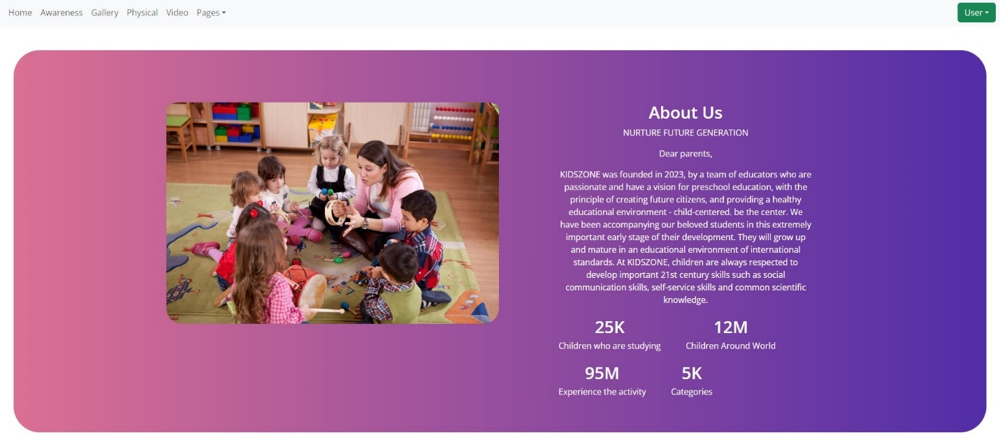 Home Awareness Gallery Physical Video Pages User
About Us
NURTURE FUTURE GENERATION
Dear parents,
KIDSZONE was founded in 2023, by a team of educators who are
passionate and have a vision for preschool education, with the
principle of creating future citizens, and providing a healthy
educational environment - child-centered. be the center. We
have been accompanying our beloved students in this extremely
important early stage of their development. They will grow up
and mature in an educational environment of international
standards. At KIDSZONE, children are always respected to
develop important 21st century skills such as social
communication skills, self-service skills and common scientific
knowledge.
25K 12M
Children who are studying Children Around World
95M 5K
Experience the activity Categories